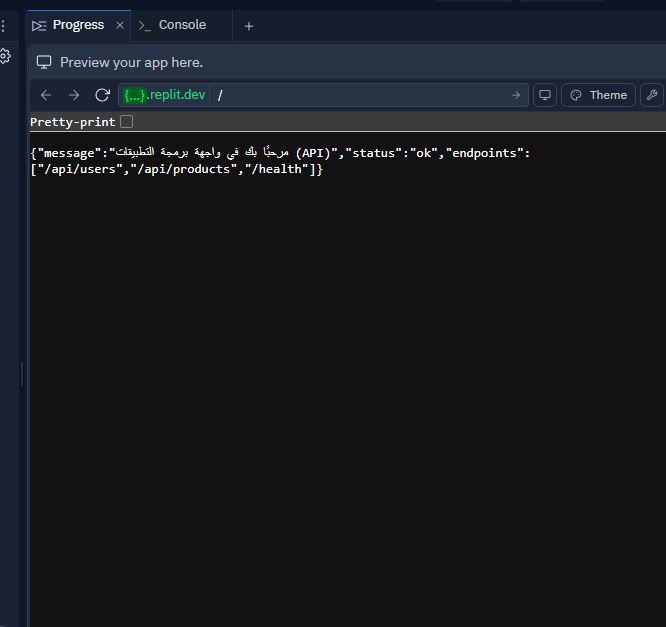 Progress
Console
Preview your app here.
{...}.replit.dev /
Theme
Pretty-print
{"message":"مرحبًا بك في واجهة برمجة التطبيقات (API)","status":"ok","endpoints":
["/api/users","/api/products","/health"]}